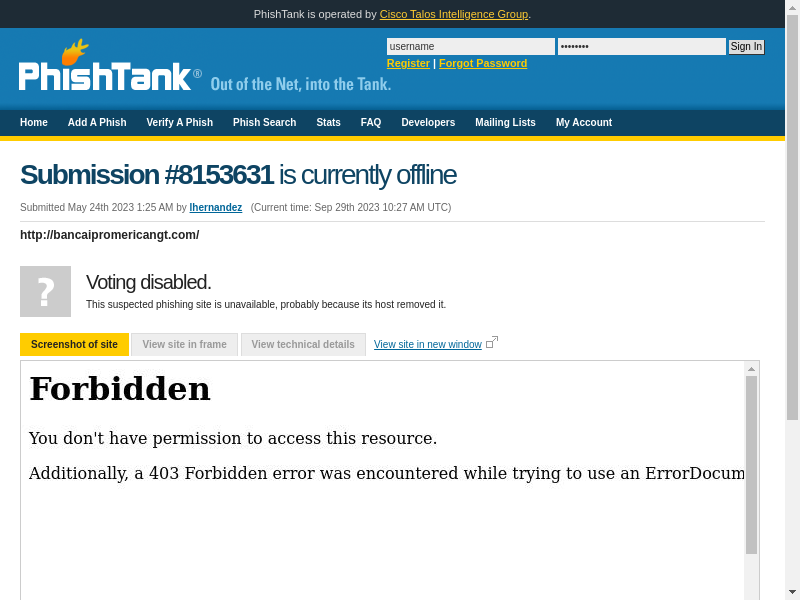 PhishTank is operated by Cisco Talos Intelligence Group.
username
••••••••
Sign In
Register | Forgot Password
PhishTank® Out of the Net, into the Tank.
Home Add A Phish Verify A Phish Phish Search Stats FAQ Developers Mailing Lists My Account
Submission #8153631 is currently offline
Submitted May 24th 2023 1:25 AM by lhernandez (Current time: Sep 29th 2023 10:27 AM UTC)
http://bancaipromericangt.com/
?
Voting disabled.
This suspected phishing site is unavailable, probably because its host removed it.
Screenshot of site View site in frame View technical details View site in new window
Forbidden
You don't have permission to access this resource.
Additionally, a 403 Forbidden error was encountered while trying to use an ErrorDocum